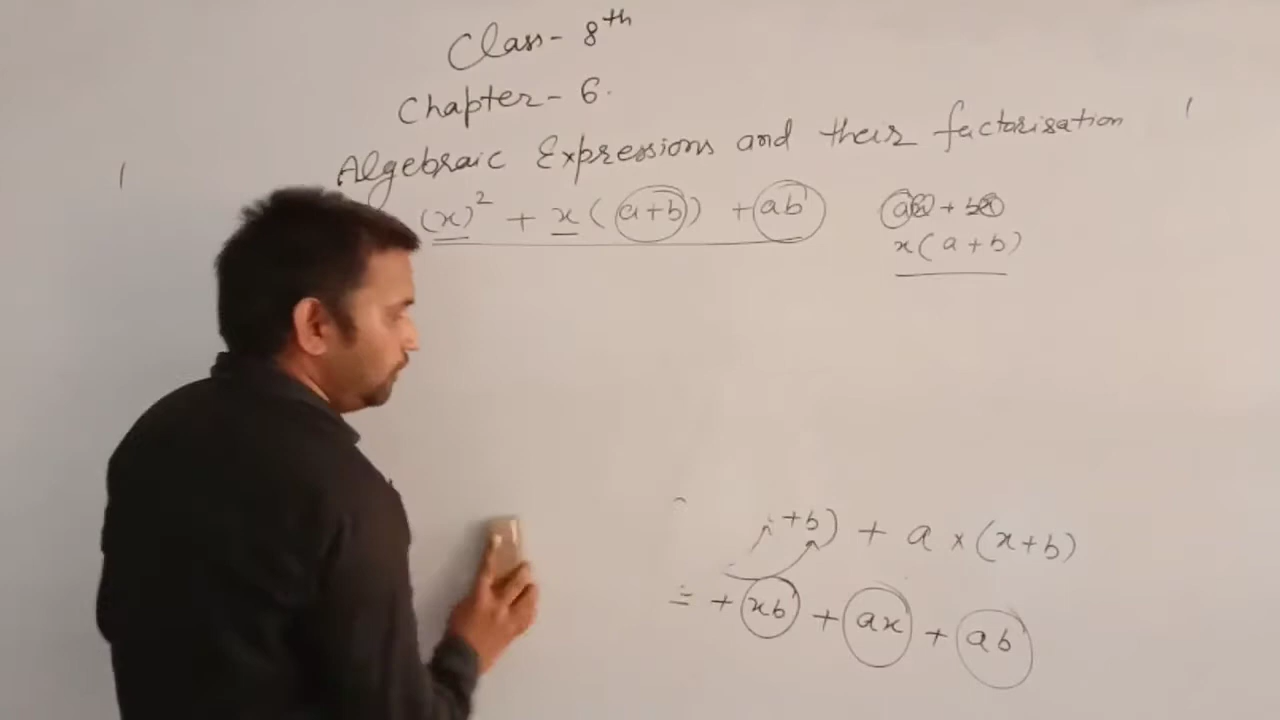 Class- 8th
Chapter- 6.
Algebraic Expressions and their factorisation
(x)² + x(a+b) + ab
x(a+b)
+b) + a × (x+b)
= + xb + ax + ab